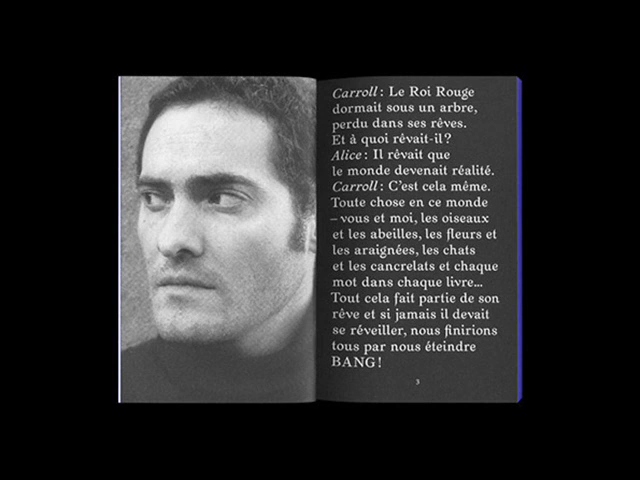 Carroll : Le Roi Rouge
dormait sous un arbre,
perdu dans ses rêves.
Et à quoi rêvait-il ?
Alice : Il rêvait que
le monde devenait réalité.
Carroll : C'est cela même.
Toute chose en ce monde
– vous et moi, les oiseaux
et les abeilles, les fleurs et
les araignées, les chats
et les cancrelats et chaque
mot dans chaque livre...
Tout cela fait partie de son
rêve et si jamais il devait
se réveiller, nous finirions
tous par nous éteindre
BANG !
3